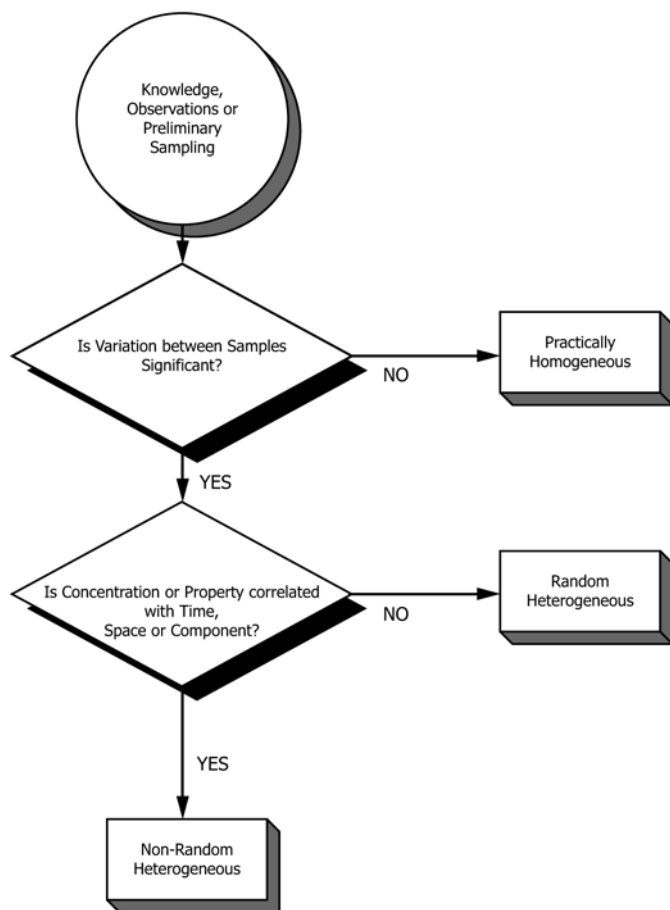 Knowledge,
Observations or
Preliminary
Sampling
Is Variation between Samples
Significant?
NO
Practically
Homogeneous
YES
Is Concentration or Property correlated
with Time,
Space or Component?
NO
Random
Heterogeneous
YES
Non-Random
Heterogeneous